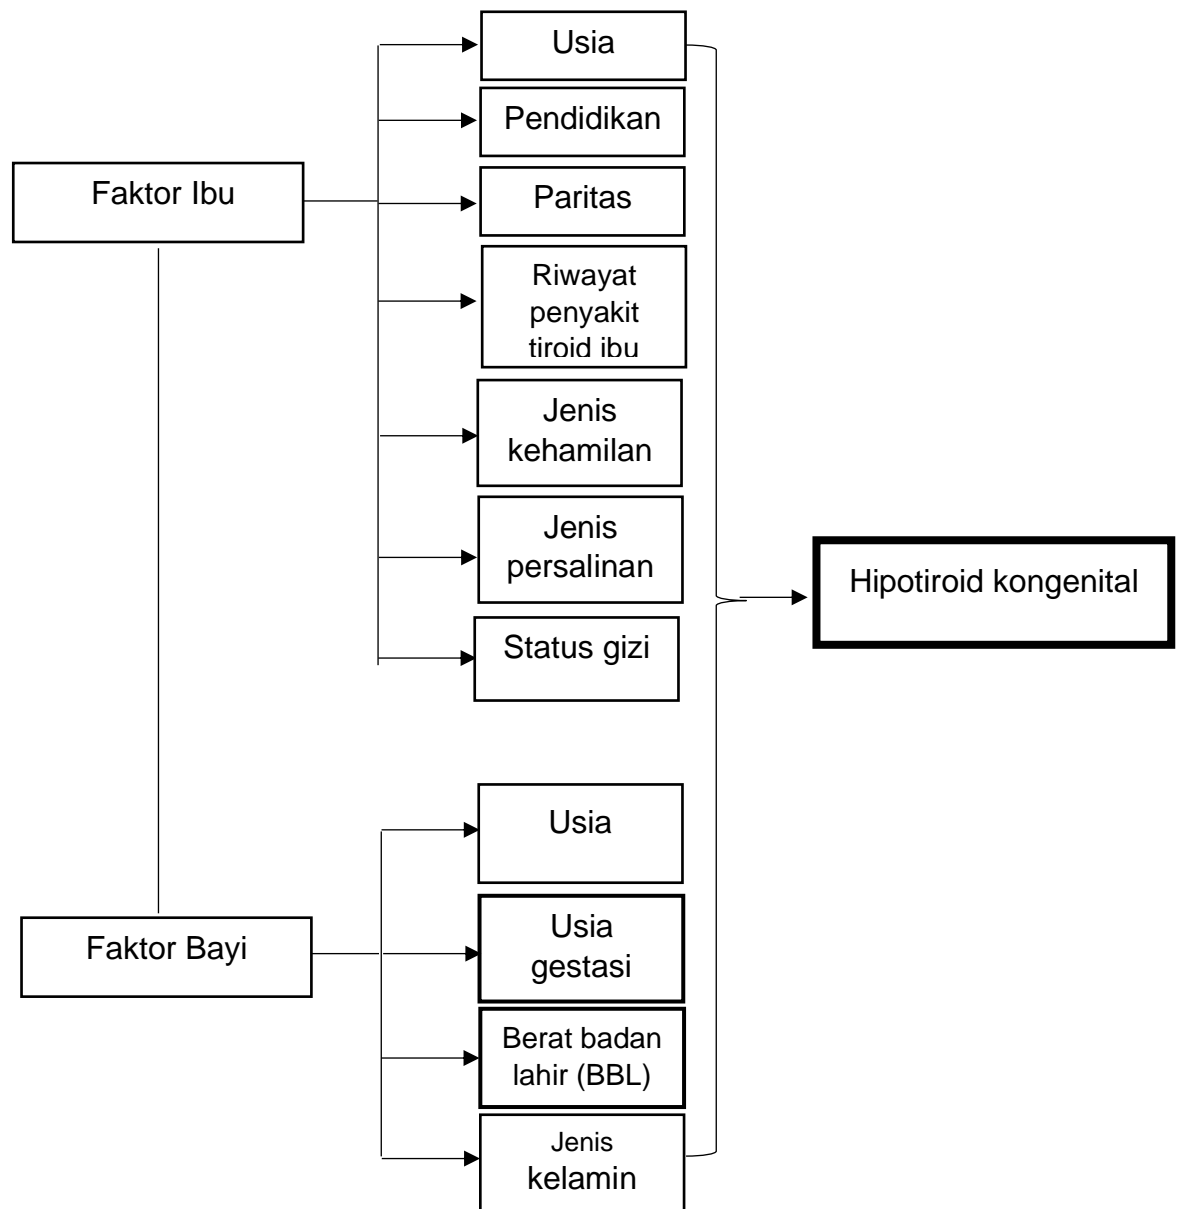 Usia
Pendidikan
Faktor Ibu
Paritas
Riwayat
penyakit
tiroid ibu
Jenis
kehamilan
Jenis
persalinan
Hipotiroid kongenital
Status gizi
Usia
Faktor Bayi
Usia
gestasi
Berat badan
lahir (BBL)
Jenis
kelamin